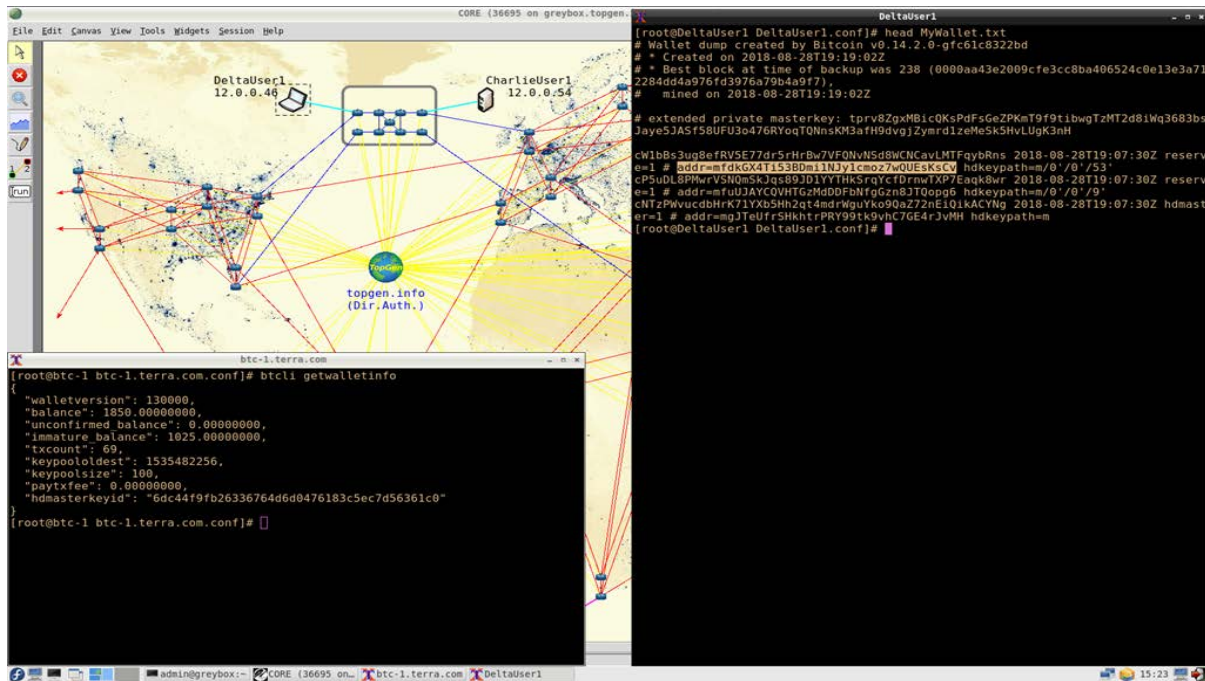 CORE (36695 on greybox.topgen.
File Edit Canvas View Tools Widgets Session Help
2
run
DeltaUser1
12.0.0.46
CharlieUser1
12.0.0.54
TopGen
topgen.info
(Dir.Auth.)
btc-1.terra.com
[root@btc-1 btc-1.terra.com.conf]# btcli getwalletinfo
{
"walletversion": 130000,
"balance": 1850.00000000,
"unconfirmed_balance": 0.00000000,
"immature_balance": 1025.00000000,
"txcount": 69,
"keypoololdest": 1535482256,
"keypoolsize": 100,
"paytxfee": 0.00000000,
"hdmasterkeyid": "6dc44f9fb26336764d6d0476183c5ec7d56361c0"
}
[root@btc-1 btc-1.terra.com.conf]#
DeltaUser1
[root@DeltaUser1 DeltaUser1.conf]# head MyWallet.txt
# Wallet dump created by Bitcoin v0.14.2.0-gfc61c8322bd
# * Created on 2018-08-28T19:19:02Z
# * Best block at time of backup was 238 (0000aa43e2009cfe3cc8ba406524c0e13e3a71
2284dd4a976fd3976a79b4a9f7),
#   mined on 2018-08-28T19:19:02Z
# extended private masterkey: tprv8ZgxMBicQKsPdFsGeZPKmT9f9tibwgTzMT2d8iWq3683bs
Jaye5JASf58UFU3o476RYoqTQNnsKM3afH9dvgjZymrd1zeMeSk5HvLUgK3nH
cW1bBs3ug8efRV5E77dr5rHrBw7VFQNvNSd8WCNCavLMTFqybRns 2018-08-28T19:07:30Z reserv
e=1 # addr=mfdkGX4Ti53BDmi1NJy1cmoz7wQUEsKsCv hdkeypath=m/0'/0'/53'
cP5uDL8PMwrVSNQmSkJqs89JD1YYTHkSrqYcfDrnwTXP7Eaqk8wr 2018-08-28T19:07:30Z reserv
e=1 # addr=mfuUJAYCQVHTGzMdDDFbNfgGzn8JTQopg6 hdkeypath=m/0'/0'/9'
cNTzPWvucdbHrK71YXb5Hh2qt4mdrWguYko9QaZ72nEiQikACYNg 2018-08-28T19:07:30Z hdmast
er=1 # addr=mgJTeUfrSHkhtrPRY99tk9vhC7GE4rJvMH hdkeypath=m
[root@DeltaUser1 DeltaUser1.conf]#
admin@greybox:~ CORE (36695 on... btc-1.terra.com DeltaUser1 15:23